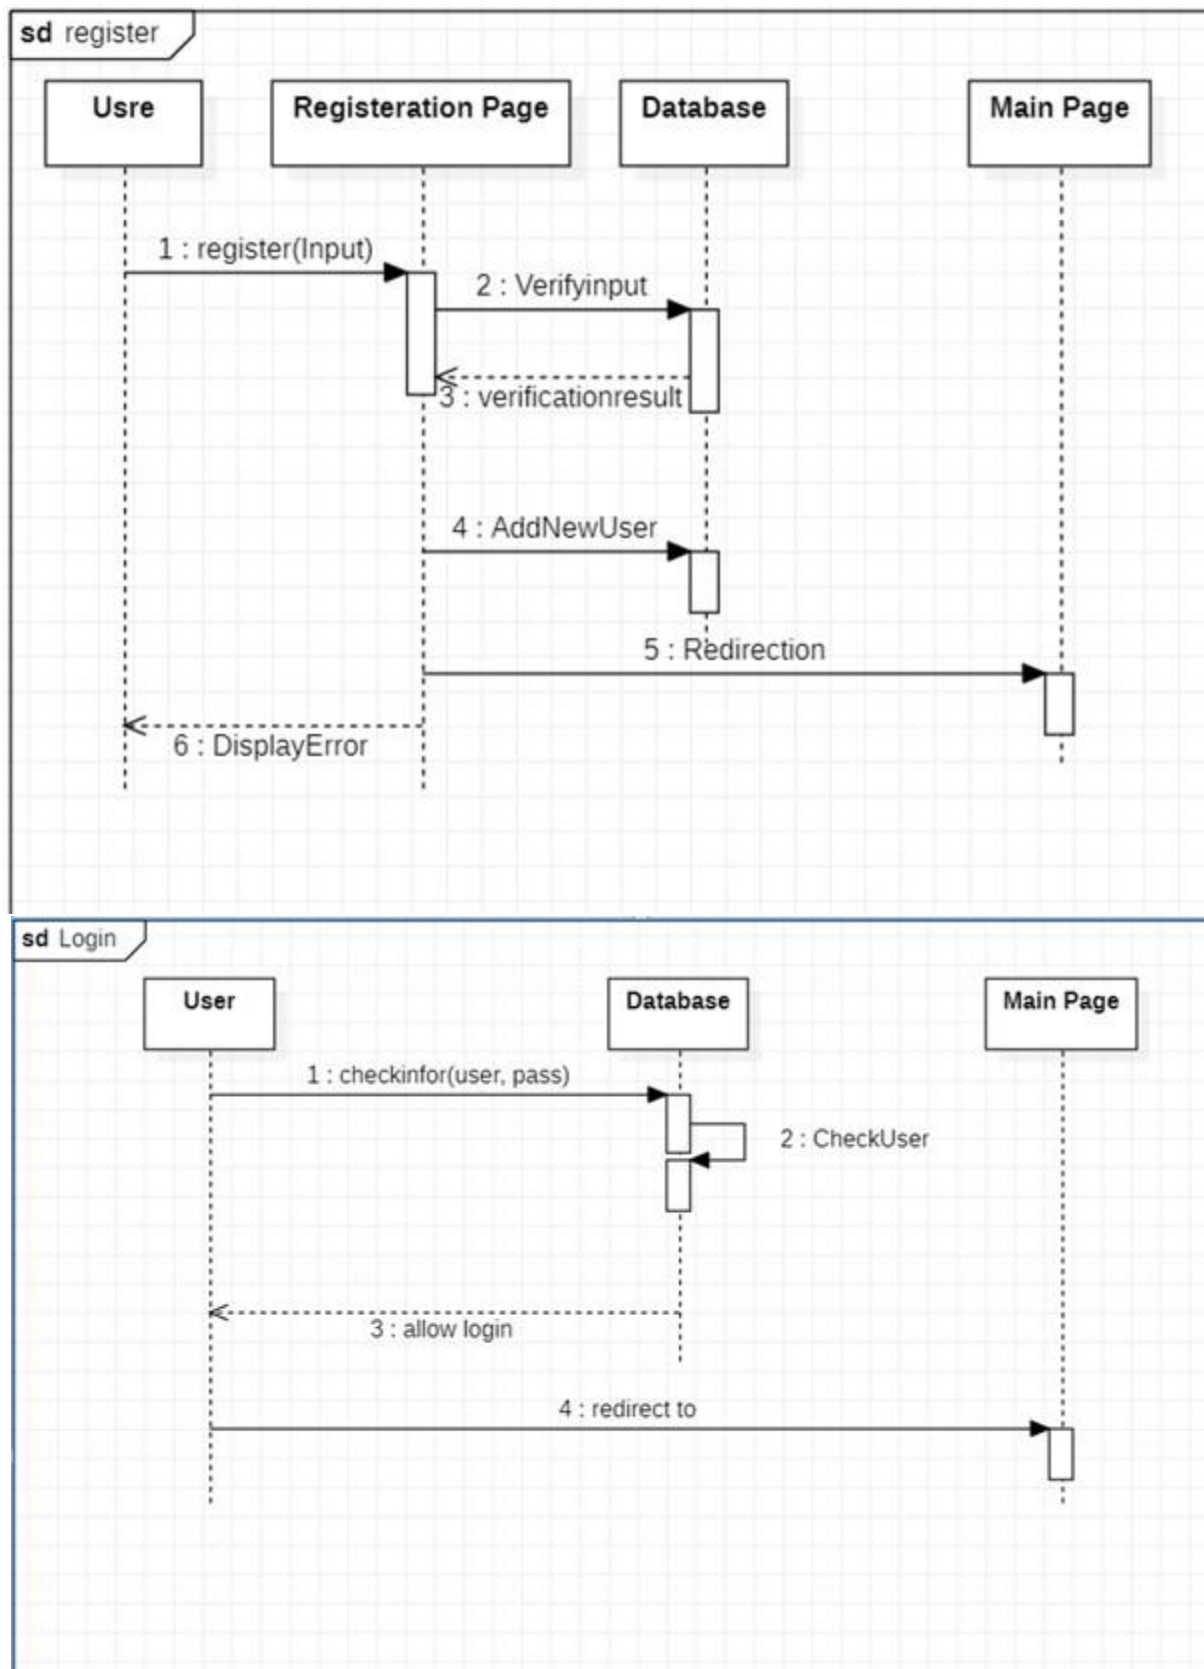 sd register
Usre
Registeration Page
Database
Main Page
1 : register(Input)
2 : Verifyinput
3 : verificationresult
4 : AddNewUser
5 : Redirection
6 : DisplayError
sd Login
User
Database
Main Page
1 : checkinfor(user, pass)
2 : CheckUser
3 : allow login
4 : redirect to